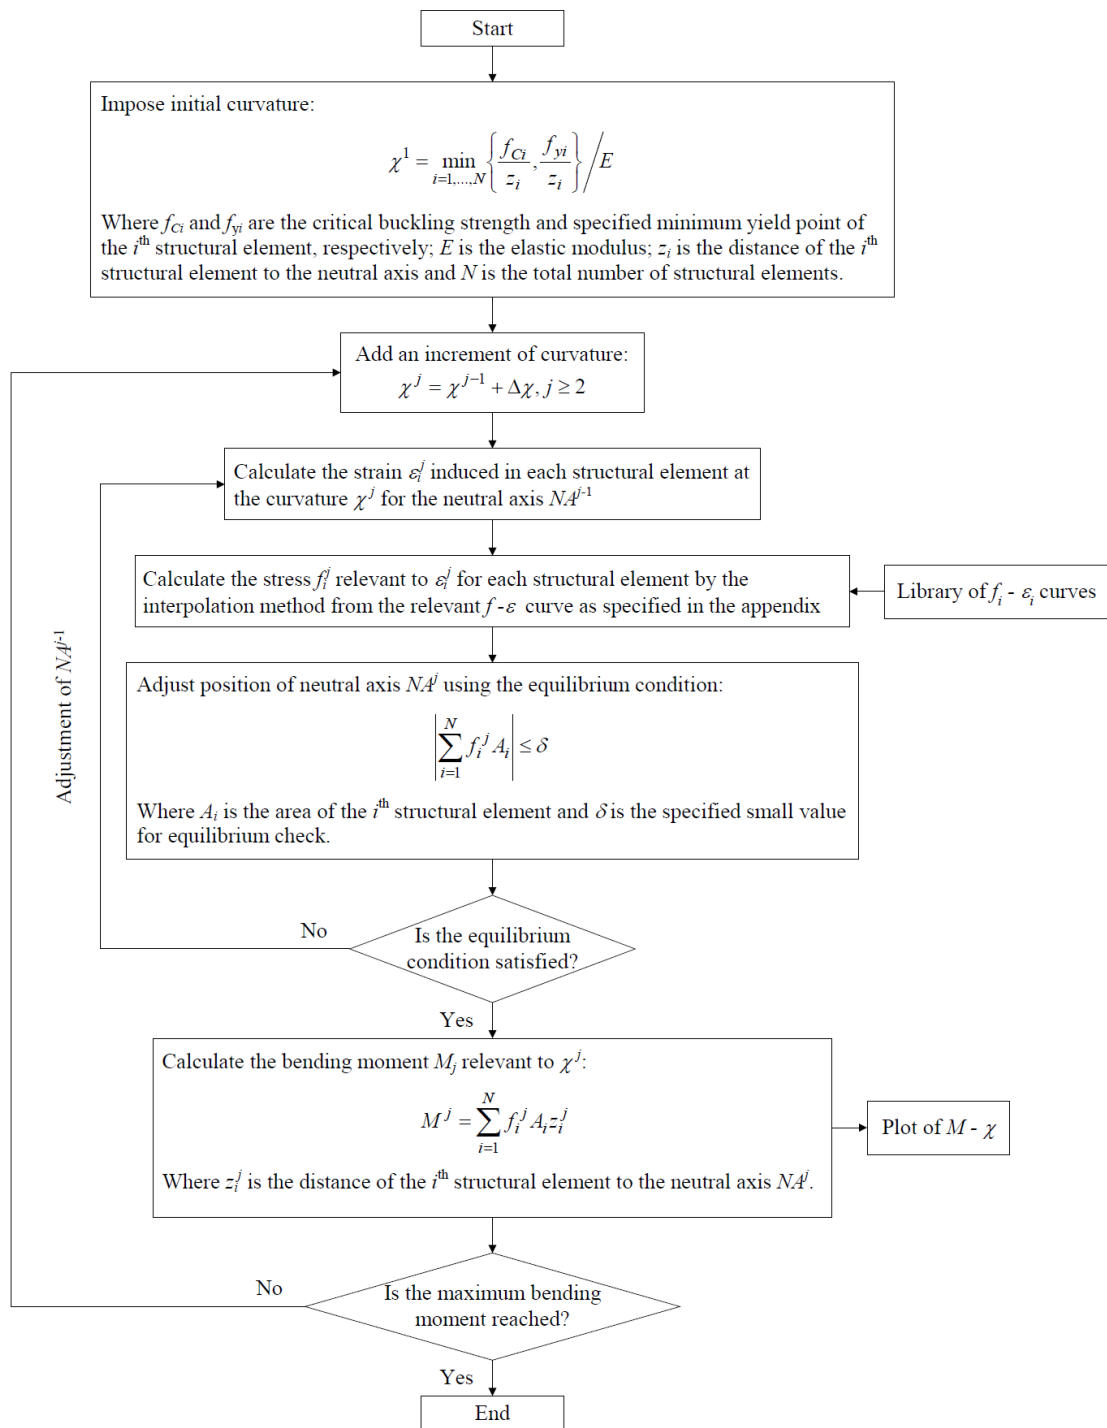 Start
Impose initial curvature:
χ¹ = min_{i=1,...,N} { f_{Ci} / z_i , f_{yi} / z_i } / E
Where f_{Ci} and f_{yi} are the critical buckling strength and specified minimum yield point of
the i^{th} structural element, respectively; E is the elastic modulus; z_i is the distance of the i^{th}
structural element to the neutral axis and N is the total number of structural elements.
Add an increment of curvature:
χ^j = χ^{j−1} + Δχ, j ≥ 2
Calculate the strain ε_i^j induced in each structural element at
the curvature χ^j for the neutral axis NA^{j-1}
Calculate the stress f_i^j relevant to ε_i^j for each structural element by the
interpolation method from the relevant f - ε curve as specified in the appendix
Library of f_i - ε_i curves
Adjustment of NA^{j-1}
Adjust position of neutral axis NA^j using the equilibrium condition:
|∑_{i=1}^{N} f_i^j A_i| ≤ δ
Where A_i is the area of the i^{th} structural element and δ is the specified small value
for equilibrium check.
No
Is the equilibrium
condition satisfied?
Yes
Calculate the bending moment M_j relevant to χ^j:
M^j = ∑_{i=1}^{N} f_i^j A_i z_i^j
Where z_i^j is the distance of the i^{th} structural element to the neutral axis NA^j.
Plot of M - χ
No
Is the maximum bending
moment reached?
Yes
End